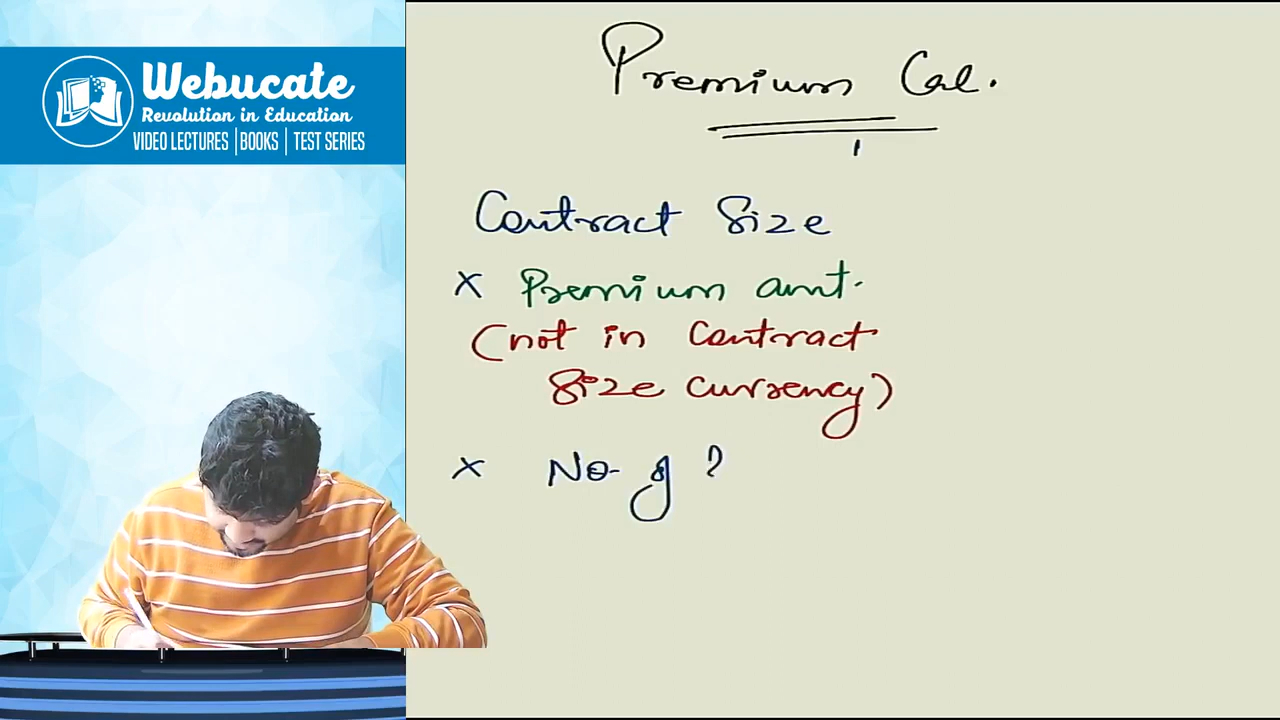 Webucate
Revolution in Education
VIDEO LECTURES | BOOKS | TEST SERIES
Premium Cal.
Contract Size
× Premium amt.
(not in Contract
Size currency)
× No. of